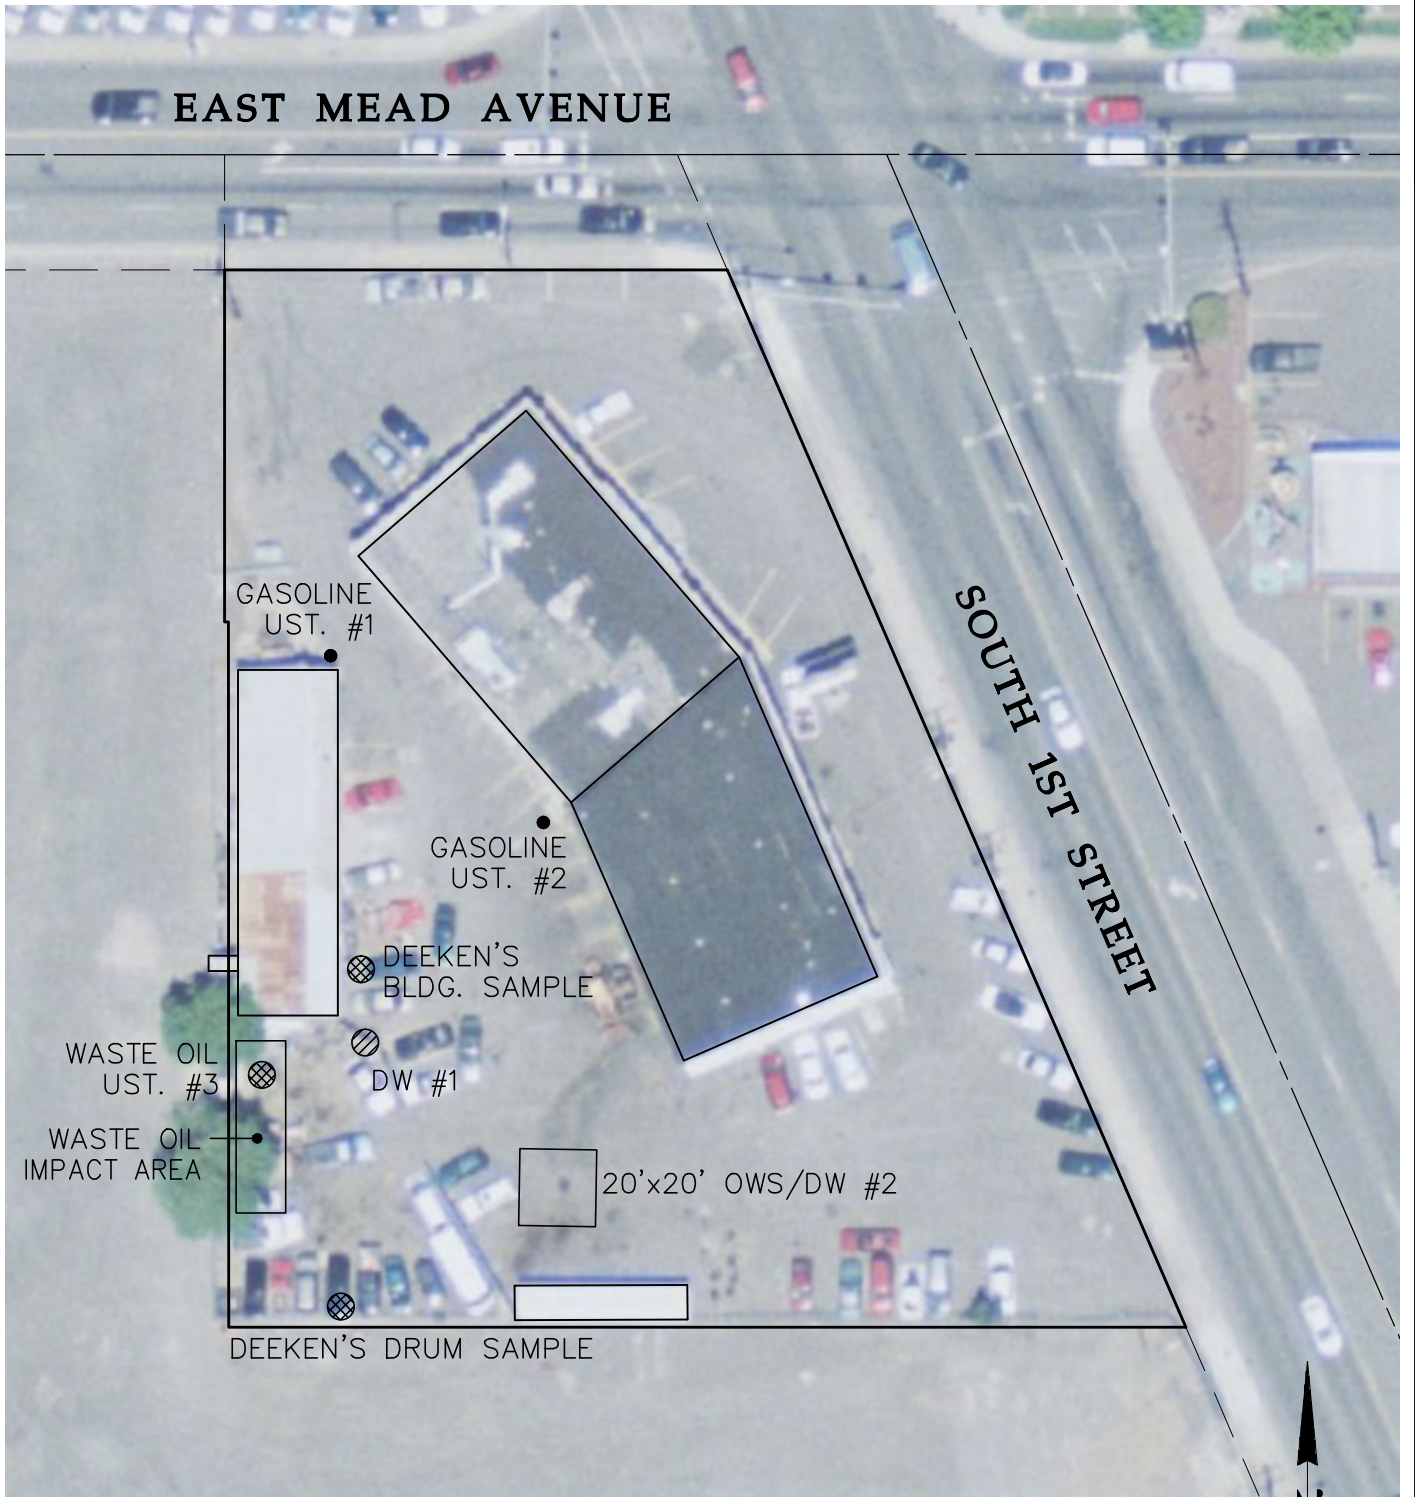 EAST MEAD AVENUE
SOUTH 1ST STREET
GASOLINE
UST. #1
GASOLINE
UST. #2
DEEKEN'S
BLDG. SAMPLE
WASTE OIL
UST. #3
DW #1
WASTE OIL
IMPACT AREA
20'x20' OWS/DW #2
DEEKEN'S DRUM SAMPLE